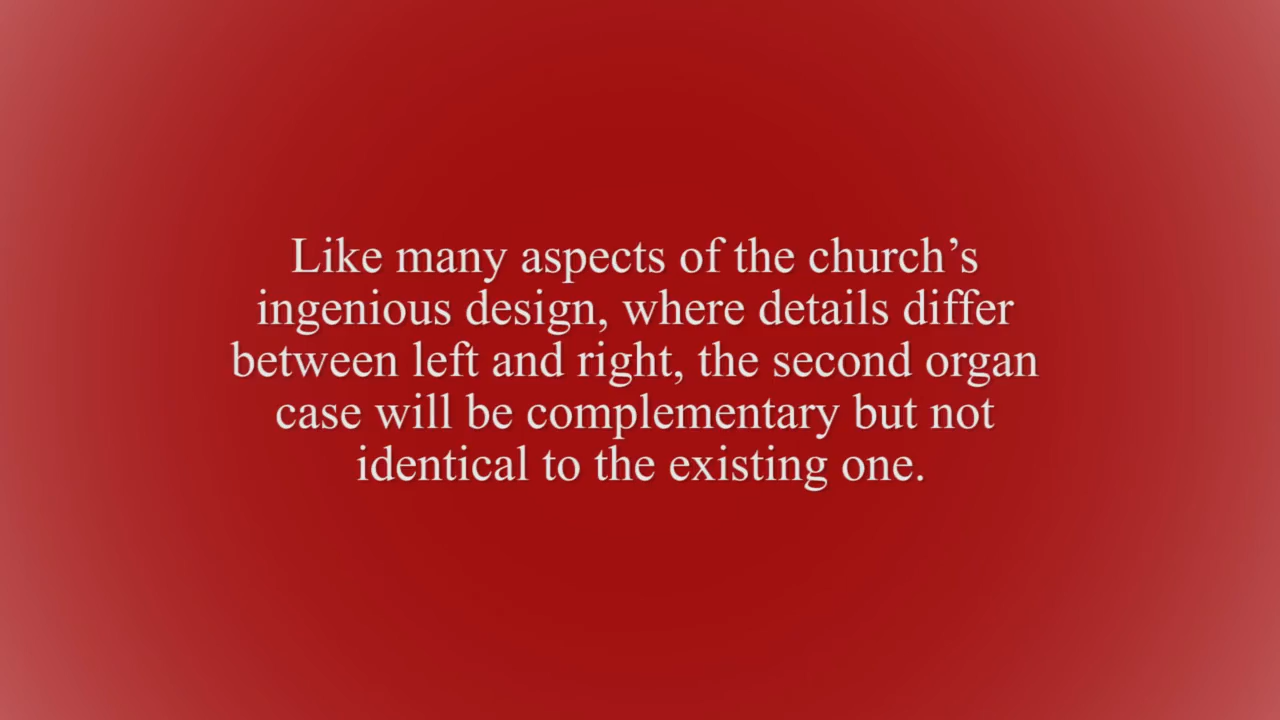 Like many aspects of the church’s
ingenious design, where details differ
between left and right, the second organ
case will be complementary but not
identical to the existing one.